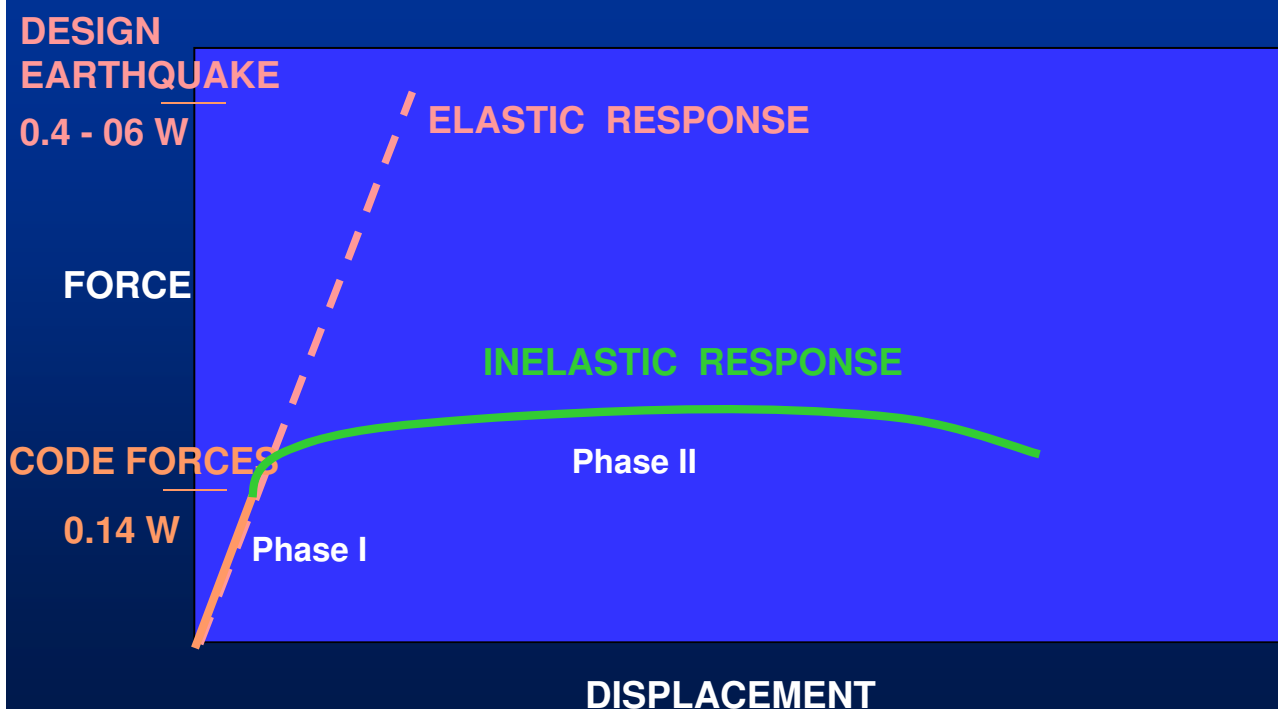 DESIGN
EARTHQUAKE
0.4 - 06 W
ELASTIC RESPONSE
FORCE
INELASTIC RESPONSE
CODE FORCES
Phase II
0.14 W
Phase I
DISPLACEMENT